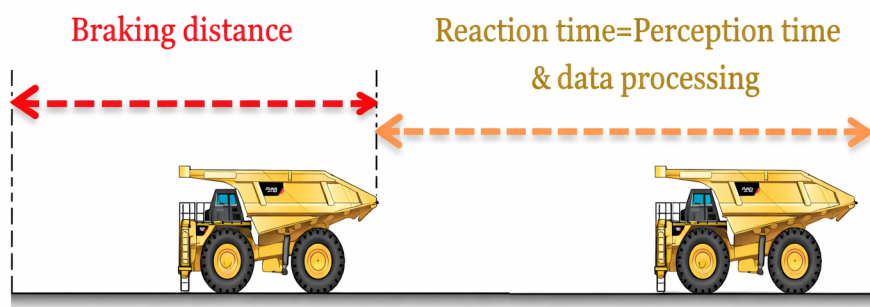 Braking distance
Reaction time=Perception time
& data processing